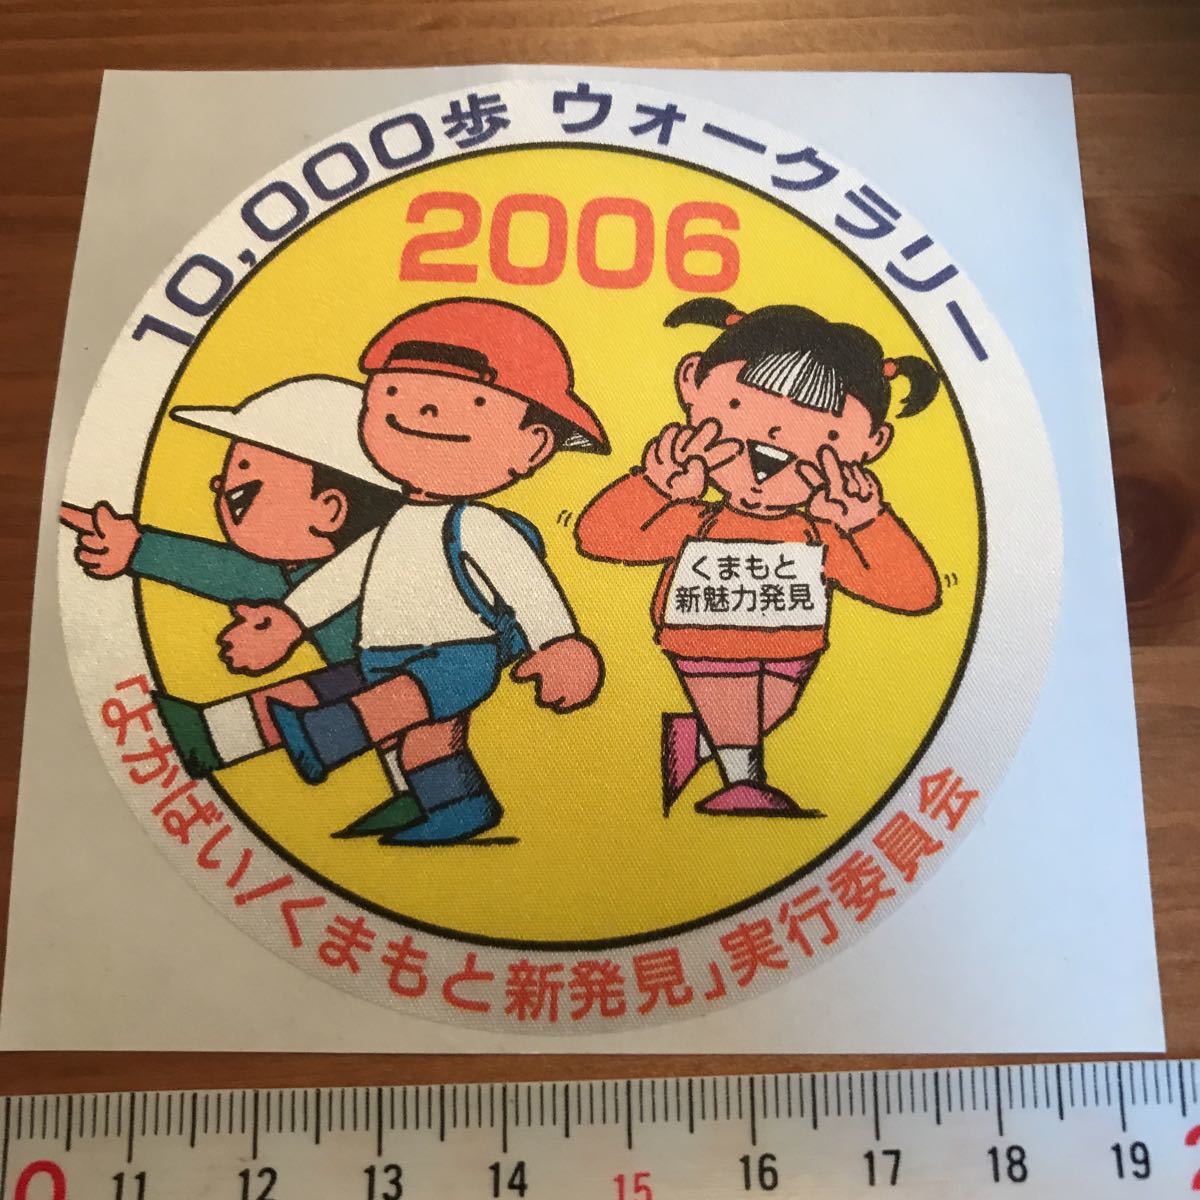 10,000歩 ウォークラリー
2006
くまもと
新魅力発見
「よかばい!くまもと新発見」実行委員会
0 11 12 13 14 15 16 17 18 19 2